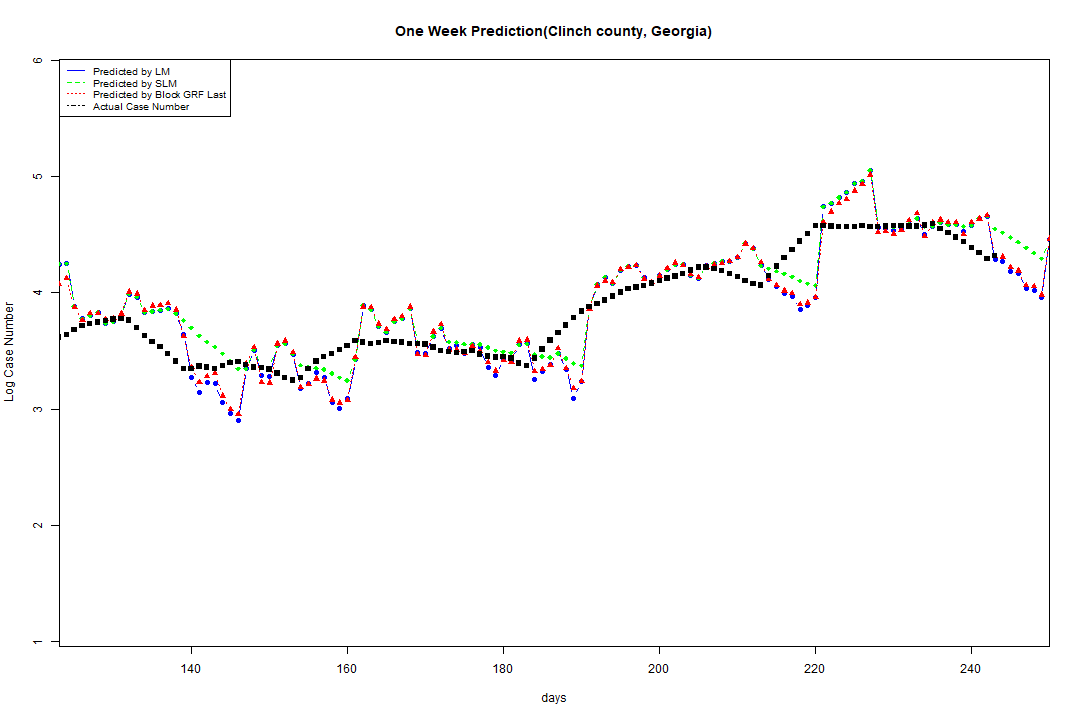 One Week Prediction(Clinch county, Georgia)
Predicted by LM
Predicted by SLM
Predicted by Block GRF Last
Actual Case Number
6
5
4
3
2
1
Log Case Number
140 160 180 200 220 240
days